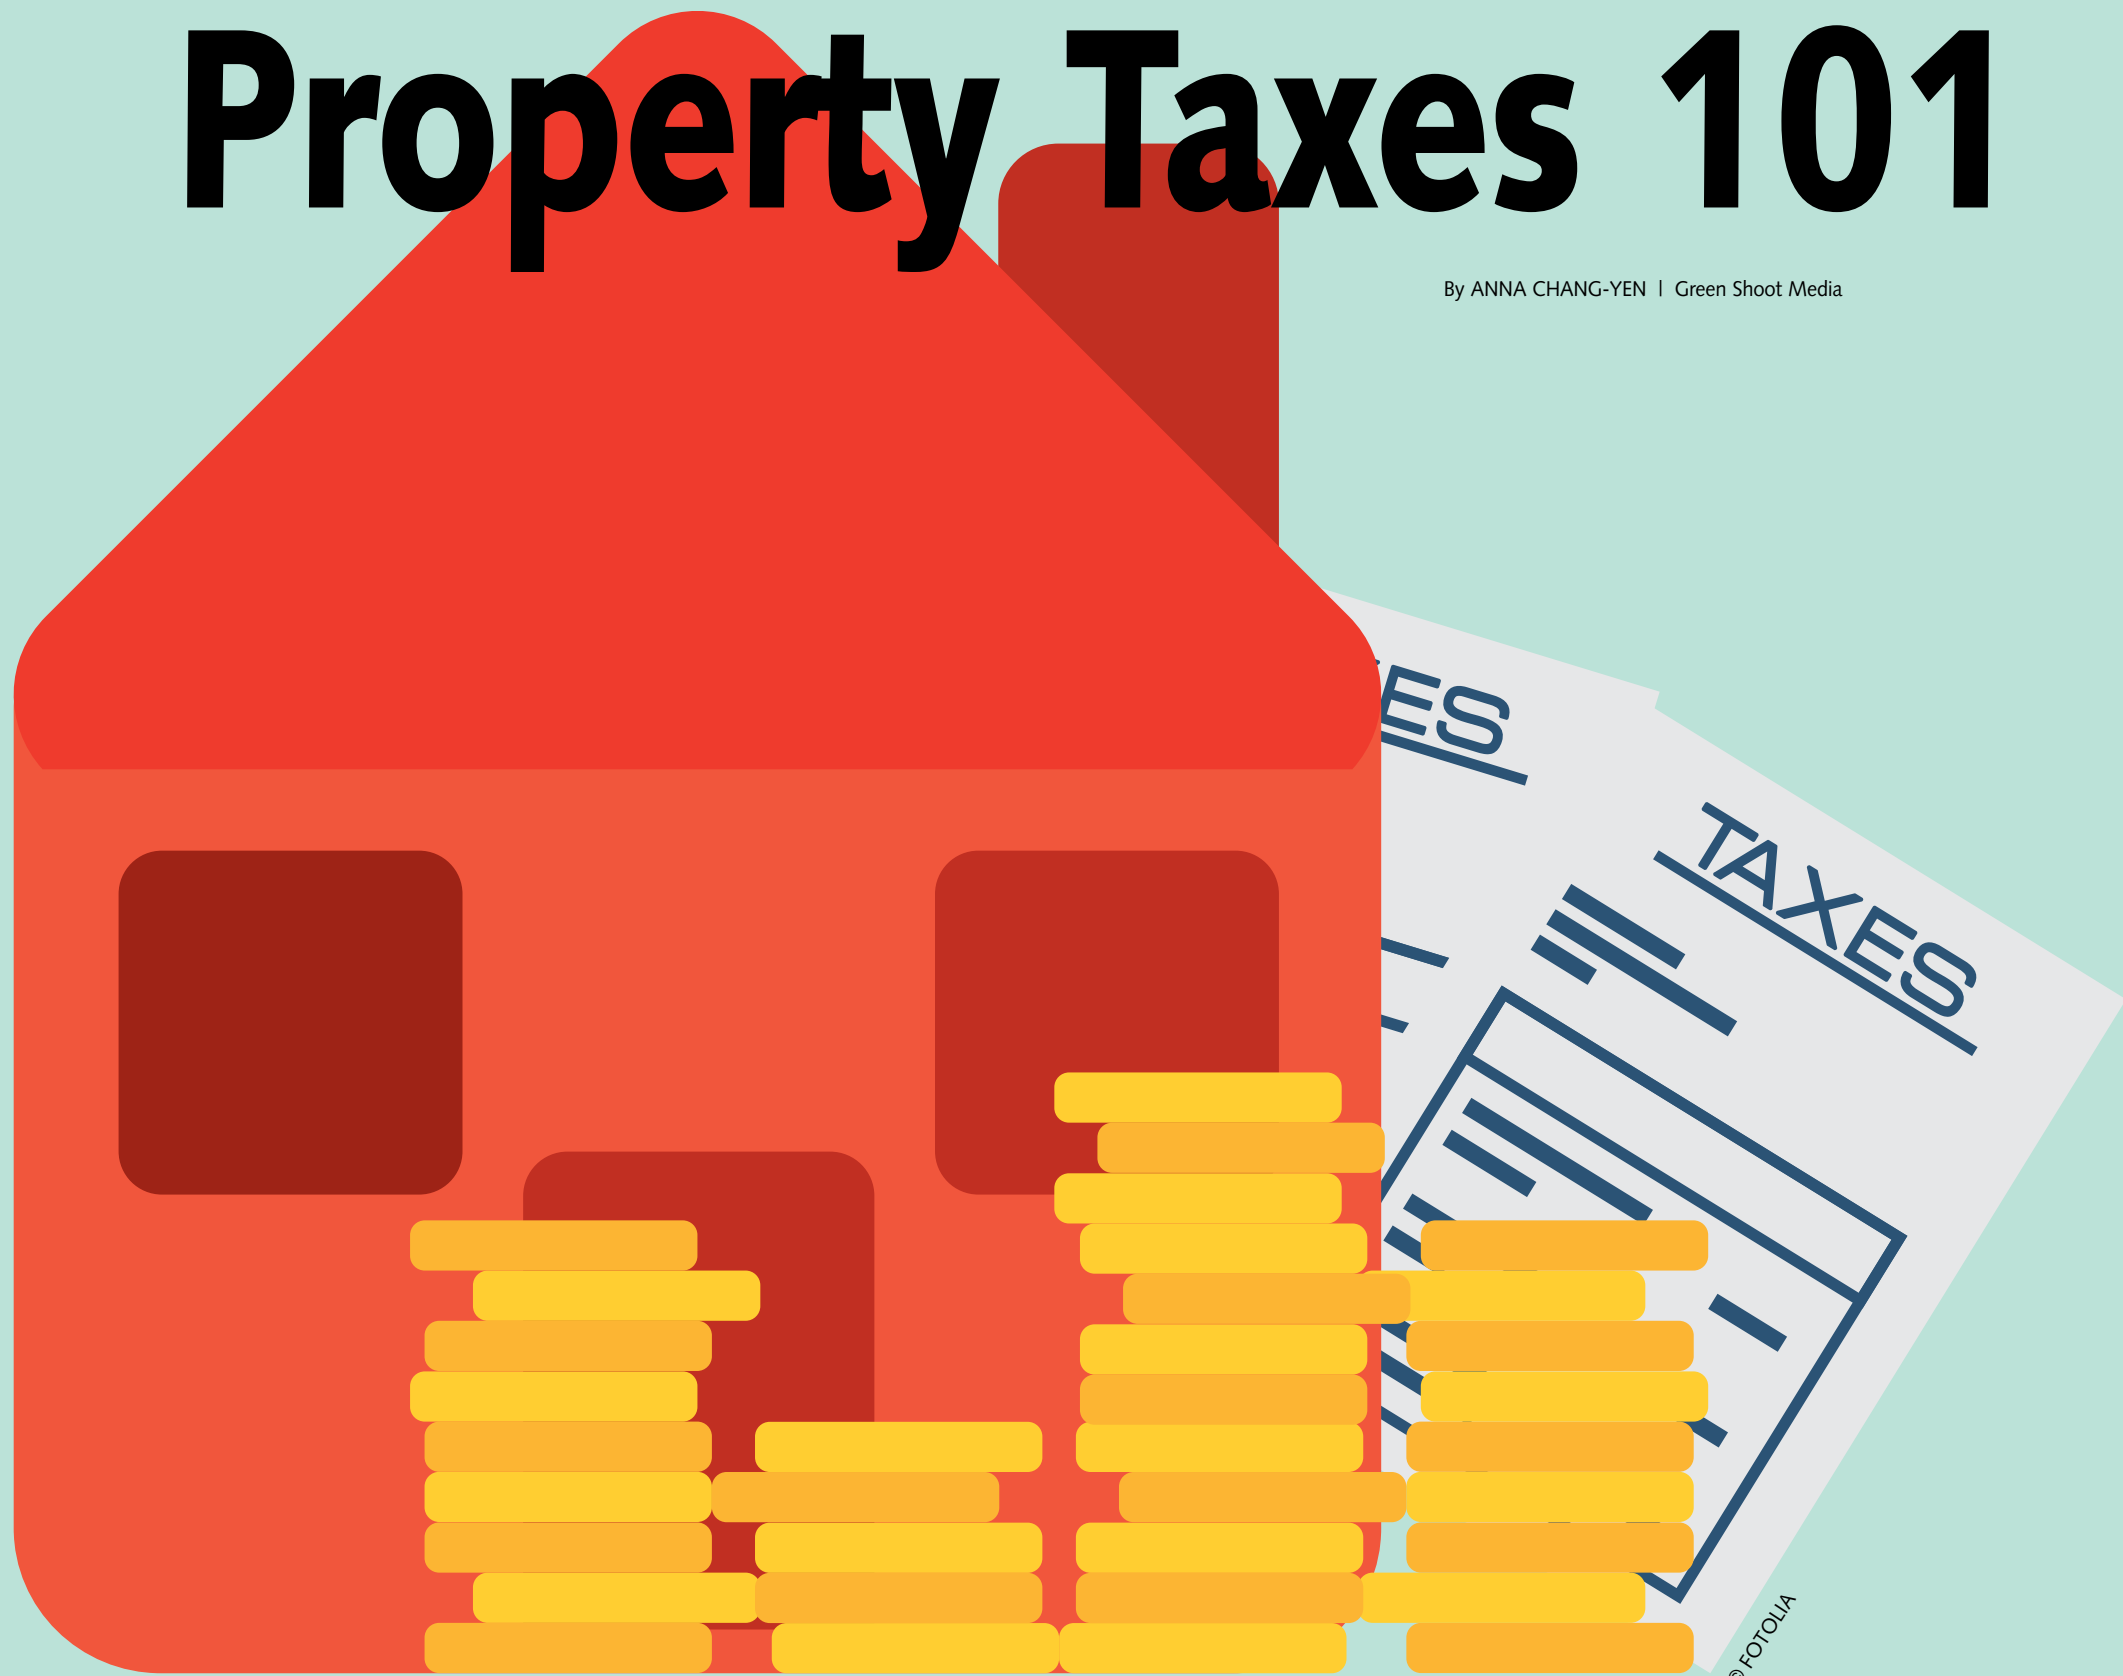 Property Taxes 101
By ANNA CHANG-YEN | Green Shoot Media
ES
TAXES
© FOTOLIA